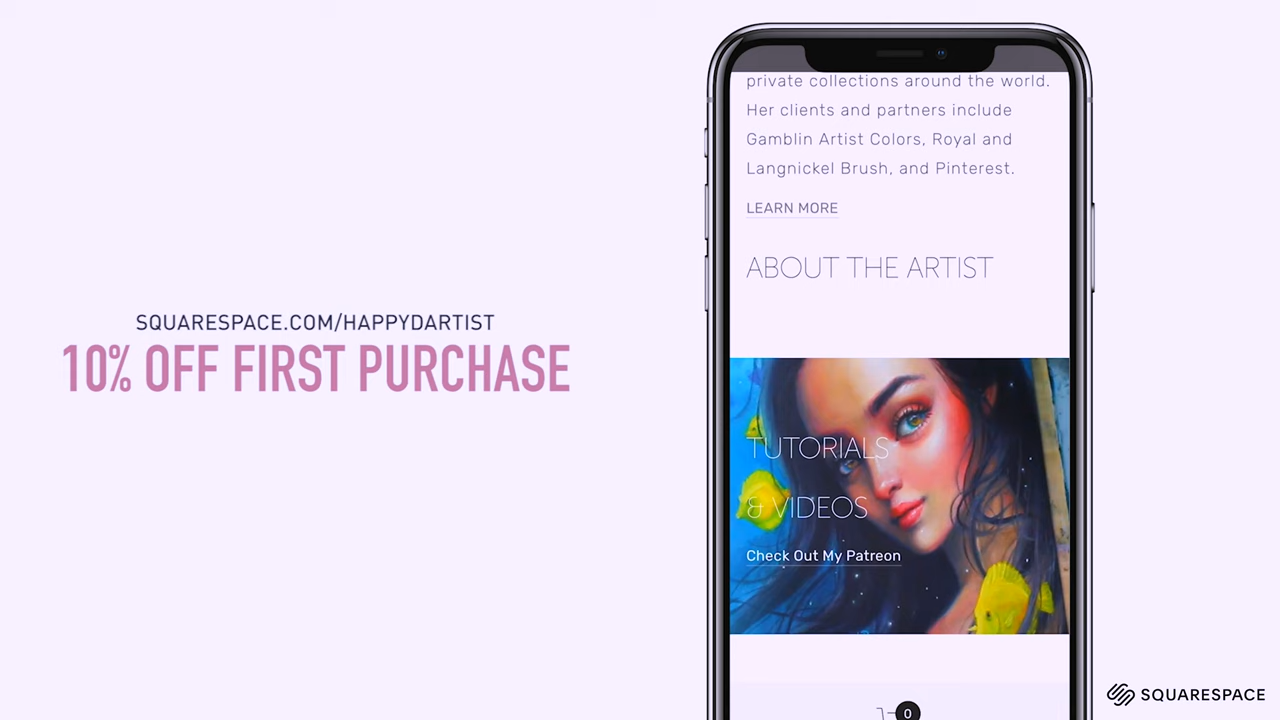 SQUARESPACE.COM/HAPPYDARTIST
10% OFF FIRST PURCHASE
private collections around the world.
Her clients and partners include
Gamblin Artist Colors, Royal and
Langnickel Brush, and Pinterest.
LEARN MORE
ABOUT THE ARTIST
TUTORIALS
& VIDEOS
Check Out My Patreon
0
SQUARESPACE